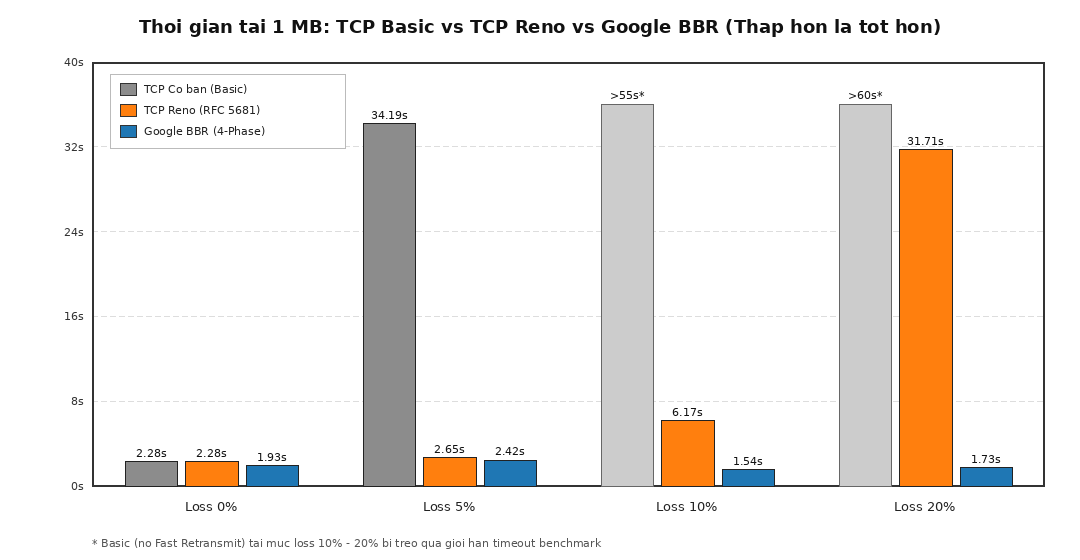 Thoi gian tai 1 MB: TCP Basic vs TCP Reno vs Google BBR (Thap hon la tot hon)
40s
32s
24s
16s
8s
0s
TCP Co ban (Basic)
TCP Reno (RFC 5681)
Google BBR (4-Phase)
2.28s
2.28s
1.93s
34.19s
2.65s
2.42s
>55s*
6.17s
1.54s
>60s*
31.71s
1.73s
Loss 0%
Loss 5%
Loss 10%
Loss 20%
* Basic (no Fast Retransmit) tai muc loss 10% - 20% bi treo qua gioi han timeout benchmark